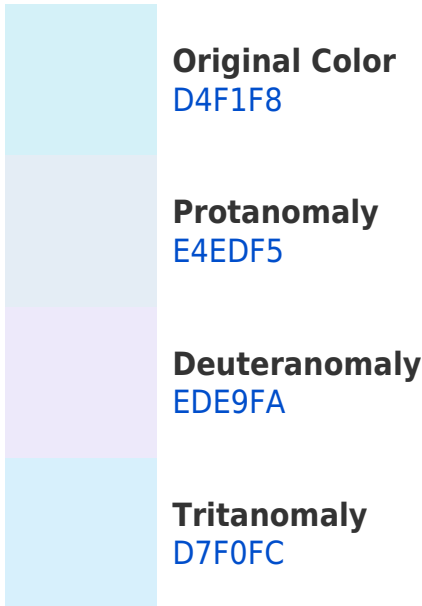 Original Color
D4F1F8
Protanomaly
E4EDF5
Deuteranomaly
EDE9FA
Tritanomaly
D7F0FC